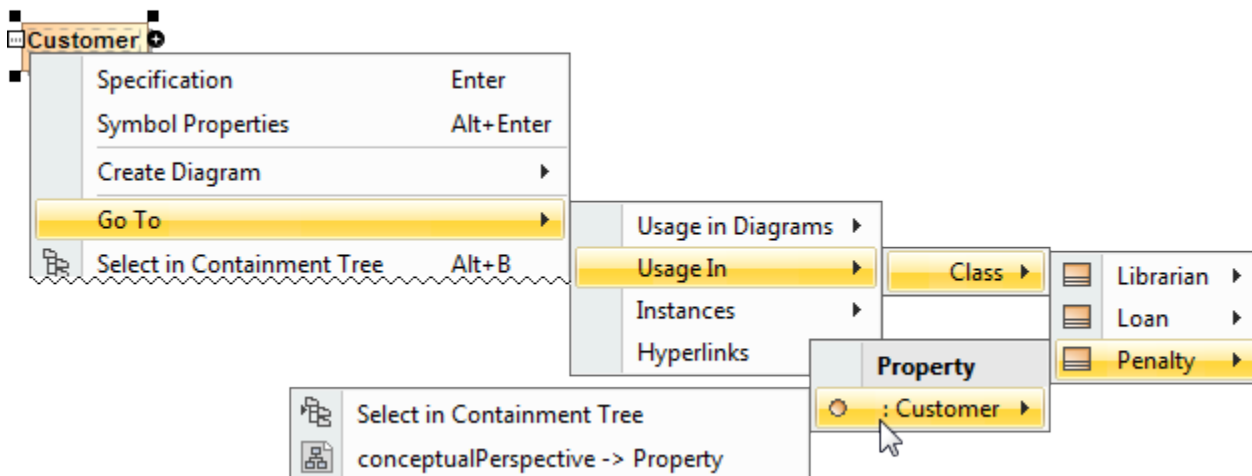 Customer
Specification Enter
Symbol Properties Alt+Enter
Create Diagram
Go To
Select in Containment Tree Alt+B
Usage in Diagrams
Usage In
Instances
Hyperlinks
Class
Librarian
Loan
Penalty
Property
: Customer
Select in Containment Tree
conceptualPerspective -> Property